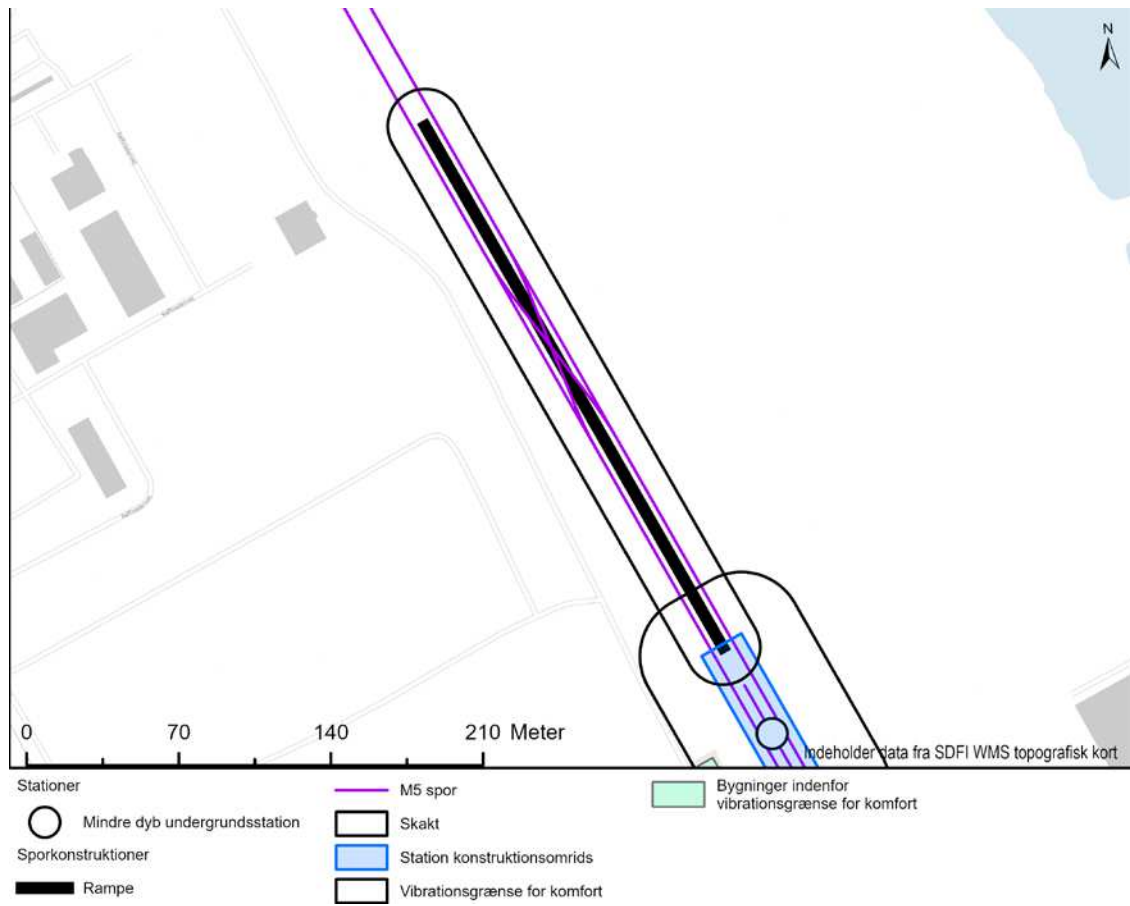 N
0 70 140 210 Meter
Indeholder data fra SDFI WMS topografisk kort
Stationer
Mindre dyb undergrundsstation
Sporkonstruktioner
Rampe
M5 spor
Skakt
Station konstruktionsomrids
Vibrationsgrænse for komfort
Bygninger indenfor
vibrationsgrænse for komfort